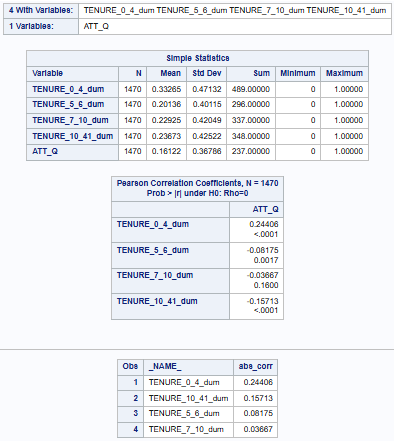 4 With Variables: TENURE_0_4_dum TENURE_5_6_dum TENURE_7_10_dum TENURE_10_41_dum
1 Variables: ATT_Q
Simple Statistics
Variable N Mean Std Dev Sum Minimum Maximum
TENURE_0_4_dum 1470 0.33265 0.47132 489.00000 0 1.00000
TENURE_5_6_dum 1470 0.20136 0.40115 296.00000 0 1.00000
TENURE_7_10_dum 1470 0.22925 0.42049 337.00000 0 1.00000
TENURE_10_41_dum 1470 0.23673 0.42522 348.00000 0 1.00000
ATT_Q 1470 0.16122 0.36786 237.00000 0 1.00000
Pearson Correlation Coefficients, N = 1470
Prob > |r| under H0: Rho=0
ATT_Q
TENURE_0_4_dum 0.24406
<.0001
TENURE_5_6_dum -0.08175
0.0017
TENURE_7_10_dum -0.03667
0.1600
TENURE_10_41_dum -0.15713
<.0001
Obs _NAME_ abs_corr
1 TENURE_0_4_dum 0.24406
2 TENURE_10_41_dum 0.15713
3 TENURE_5_6_dum 0.08175
4 TENURE_7_10_dum 0.03667